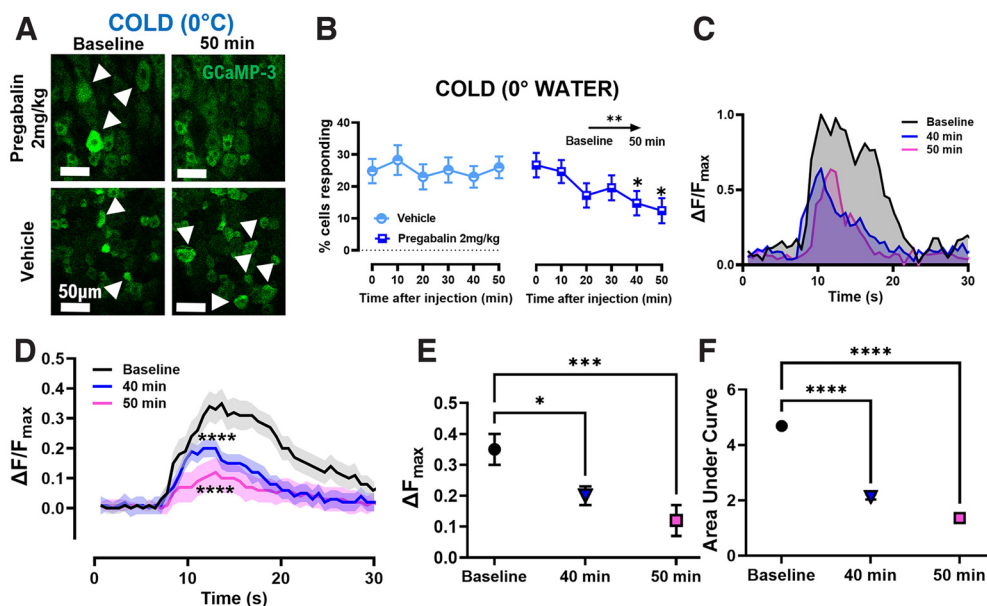 A
COLD (0°C)
Baseline
50 min
GCaMP-3
Pregabalin
2mg/kg
Vehicle
50µm
B
COLD (0° WATER)
**
Baseline
50 min
% cells responding
40
30
20
10
0
Vehicle
Pregabalin 2mg/kg
*
*
0 10 20 30 40 50
0 10 20 30 40 50
Time after injection (min)
Time after injection (min)
C
ΔF/Fmax
1.0
0.5
0.0
Baseline
40 min
50 min
0 10 20 30
Time (s)
D
ΔF/Fmax
0.5
0.4
0.3
0.2
0.1
0.0
Baseline
40 min
50 min
****
****
0 10 20 30
Time (s)
E
***
*
ΔFmax
0.5
0.4
0.3
0.2
0.1
0.0
Baseline
40 min
50 min
F
****
****
Area Under Curve
6
4
2
0
Baseline
40 min
50 min